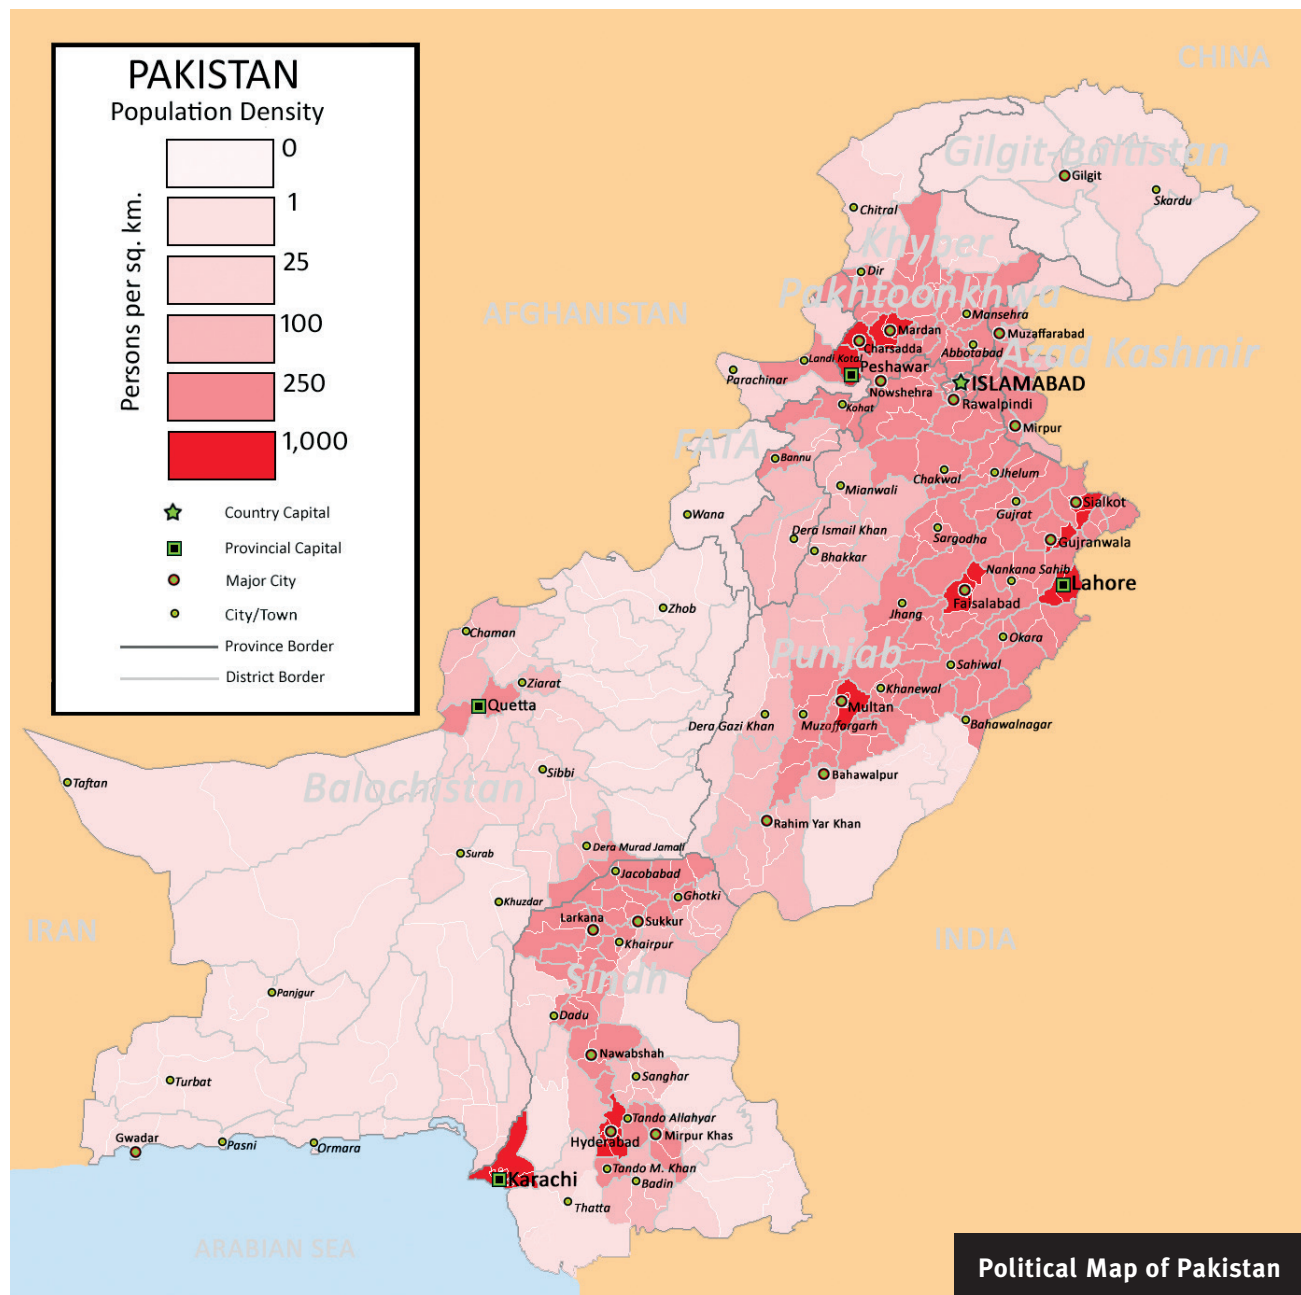 PAKISTAN
Population Density
Persons per sq. km.
0
1
25
100
250
1,000
Country Capital
Provincial Capital
Major City
City/Town
Province Border
District Border
CHINA
Gilgit-Baltistan
Gilgit
Skardu
Chitral
Khyber
Dir
Pakhtoonkhwa
AFGHANISTAN
Mansehra
Mardan
Muzaffarabad
Charsadda
Abbotabad
Azad Kashmir
Landi Kotal
Peshawar
Parachinar
ISLAMABAD
Nowshehra
Rawalpindi
Kohat
Mirpur
FATA
Bannu
Chakwal
Jhelum
Mianwali
Sialkot
Wana
Gujrat
Dera Ismail Khan
Sargodha
Gujranwala
Bhakkar
Nankana Sahib
Lahore
Faisalabad
Zhob
Jhang
Chaman
Okara
Punjab
Sahiwal
Ziarat
Khanewal
Quetta
Multan
Dera Gazi Khan
Muzaffargarh
Bahawalnagar
Taftan
Sibbi
Bahawalpur
Balochistan
Rahim Yar Khan
Surab
Dera Murad Jamali
Jacobabad
Ghotki
Khuzdar
Larkana
Sukkur
IRAN
Khairpur
INDIA
Sindh
Panjgur
Dadu
Nawabshah
Turbat
Sanghar
Tando Allahyar
Gwadar
Pasni
Ormara
Hyderabad
Mirpur Khas
Tando M. Khan
Karachi
Badin
Thatta
ARABIAN SEA
Political Map of Pakistan